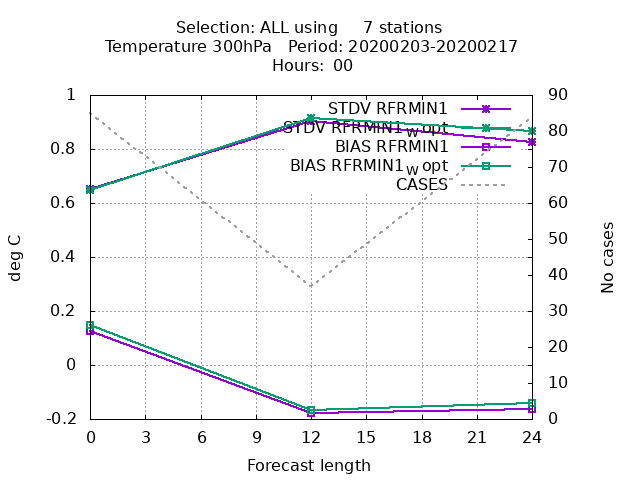 Selection: ALL using 7 stations
Temperature 300hPa Period: 20200203-20200217
Hours: 00
STDV RFRMIN1
STDV RFRMIN1w opt
BIAS RFRMIN1
BIAS RFRMIN1w opt
CASES
1
0.8
0.6
0.4
0.2
0
-0.2
90
80
70
60
50
40
30
20
10
0
deg C
No cases
0 3 6 9 12 15 18 21 24
Forecast length